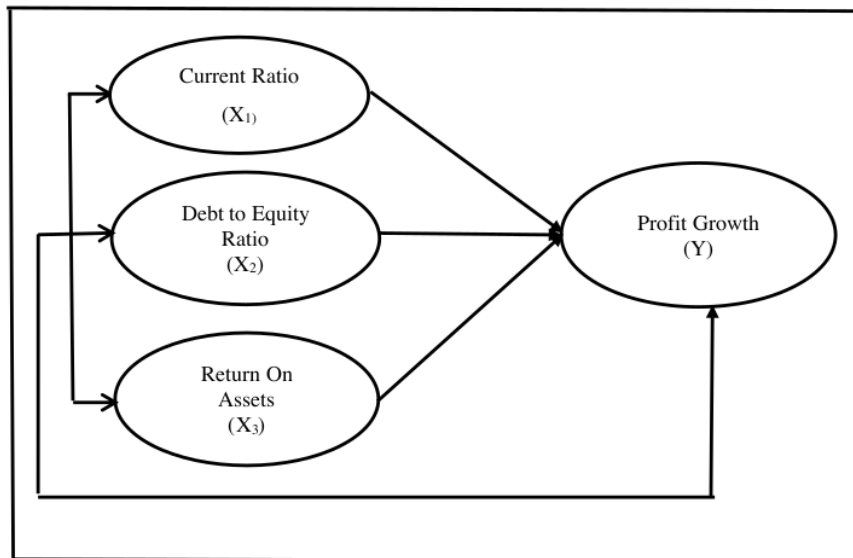 Current Ratio
(X1)
Debt to Equity
Ratio
(X2)
Return On
Assets
(X3)
Profit Growth
(Y)